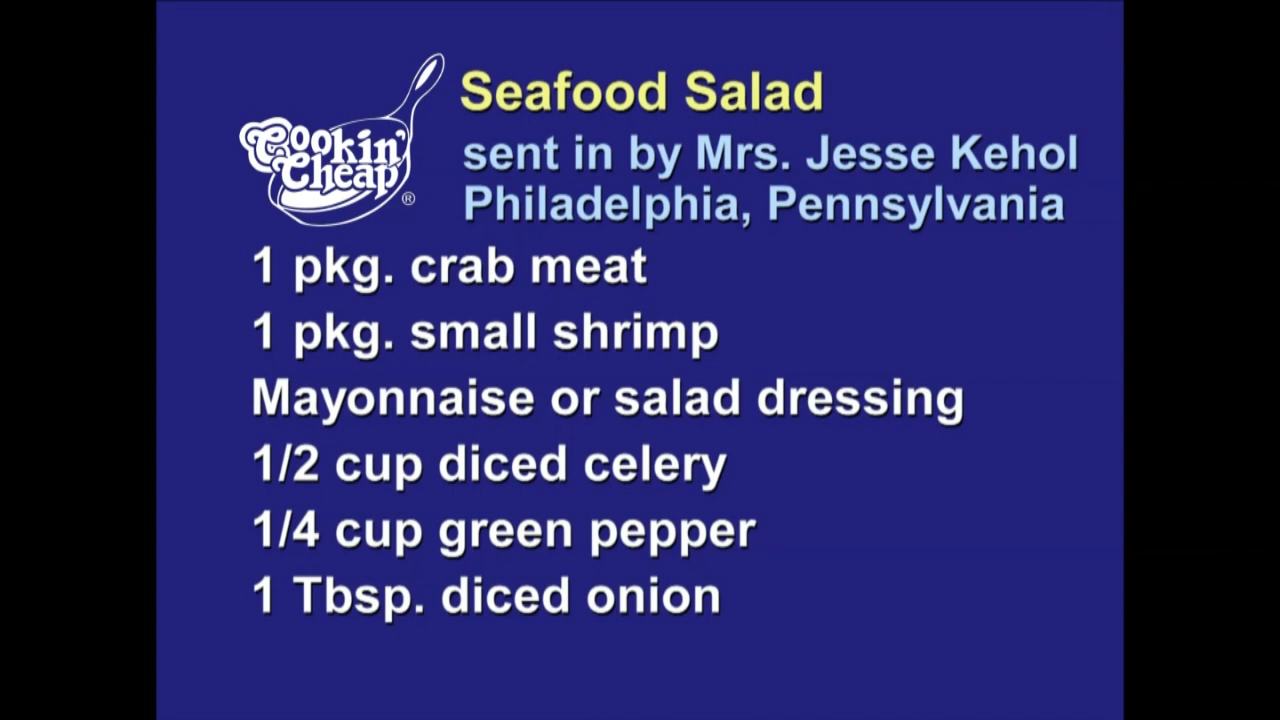 Cookin'
Cheap
®
Seafood Salad
sent in by Mrs. Jesse Kehol
Philadelphia, Pennsylvania
1 pkg. crab meat
1 pkg. small shrimp
Mayonnaise or salad dressing
1/2 cup diced celery
1/4 cup green pepper
1 Tbsp. diced onion